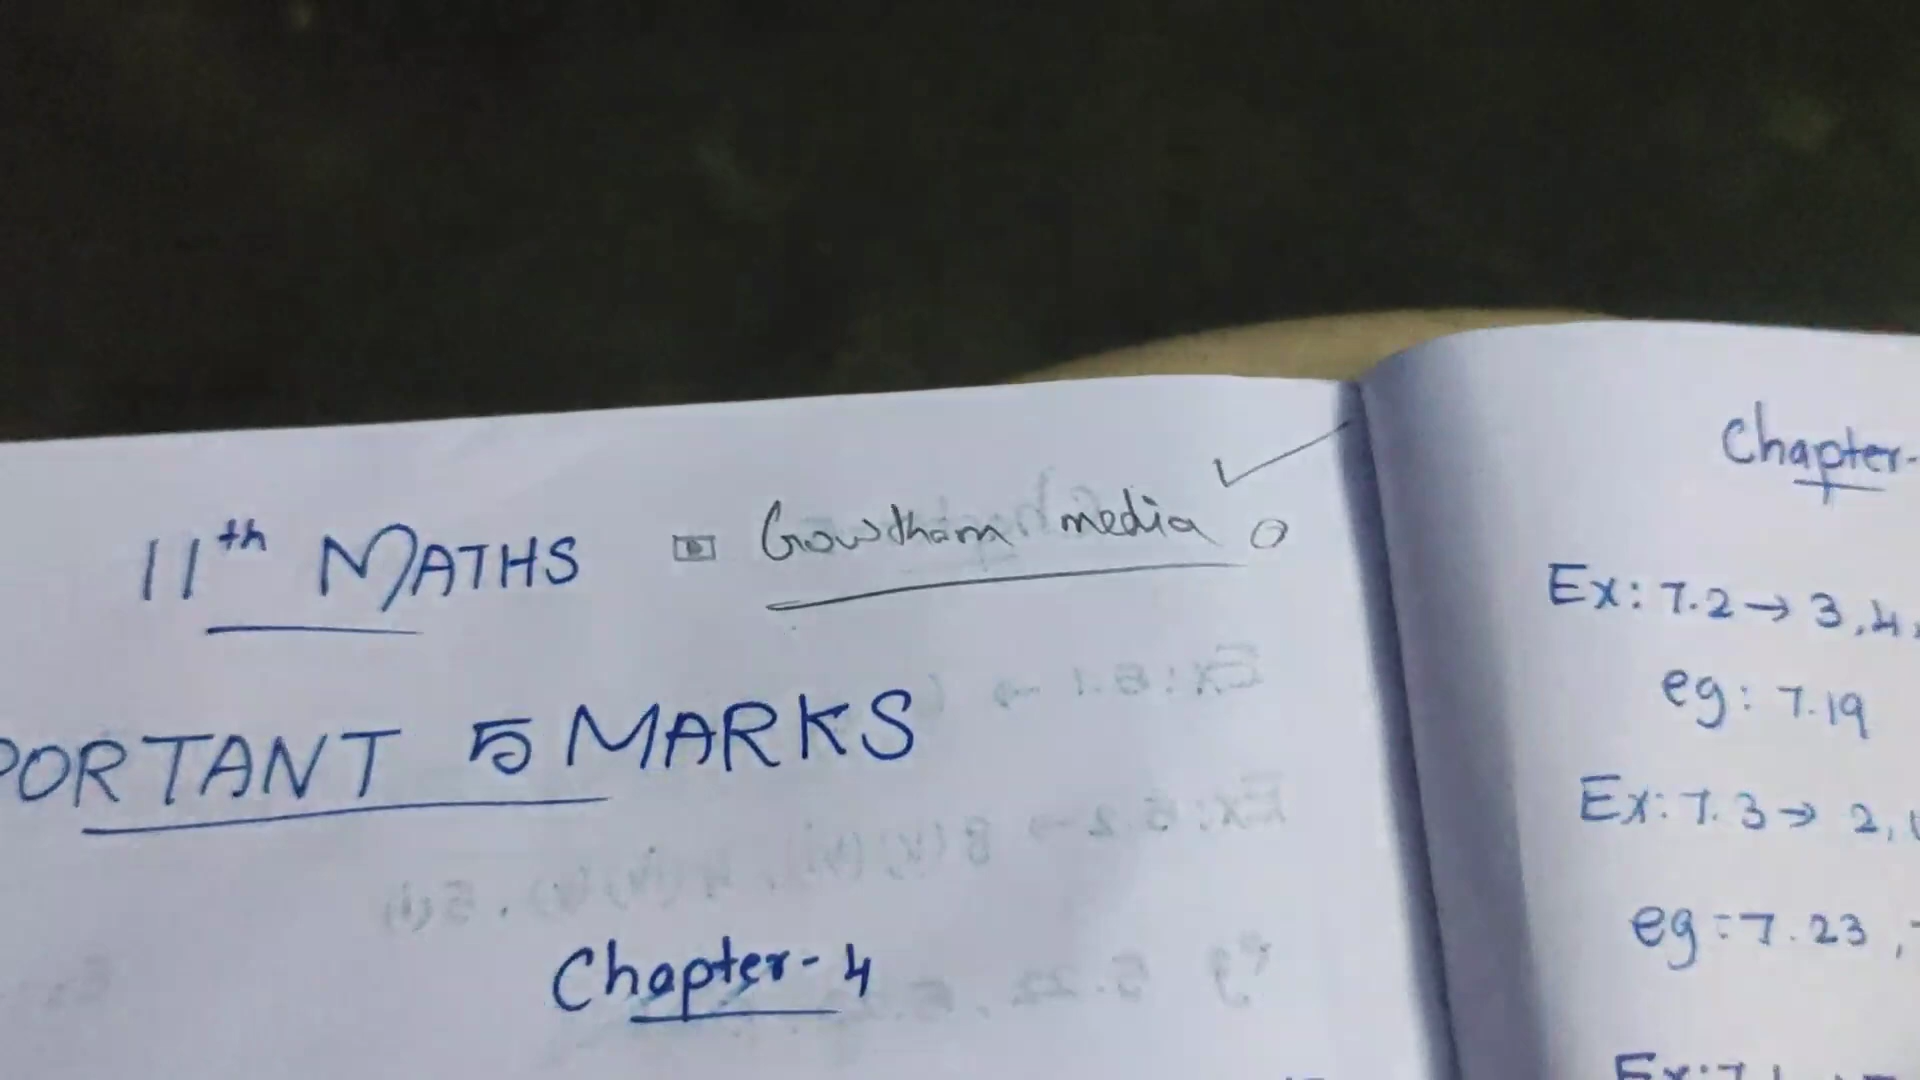 11th MATHS Gowtham media
PORTANT 5 MARKS
Chapter-4
Chapter-
Ex: 7.2→ 3,4,
eg: 7.19
Ex: 7.3→ 2,
eg: 7.23,